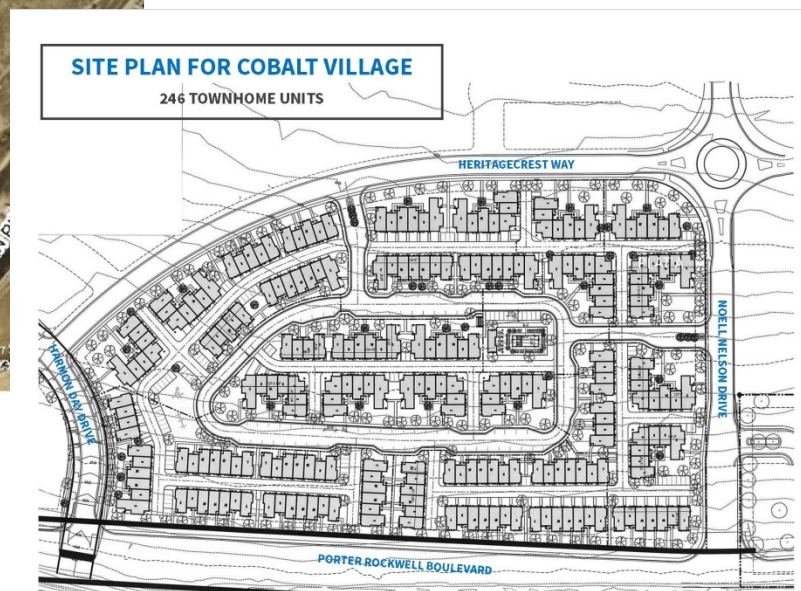 SITE PLAN FOR COBALT VILLAGE
246 TOWNHOME UNITS
HERITAGECREST WAY
NOELL NELSON DRIVE
HARMON DAY DRIVE
PORTER ROCKWELL BOULEVARD